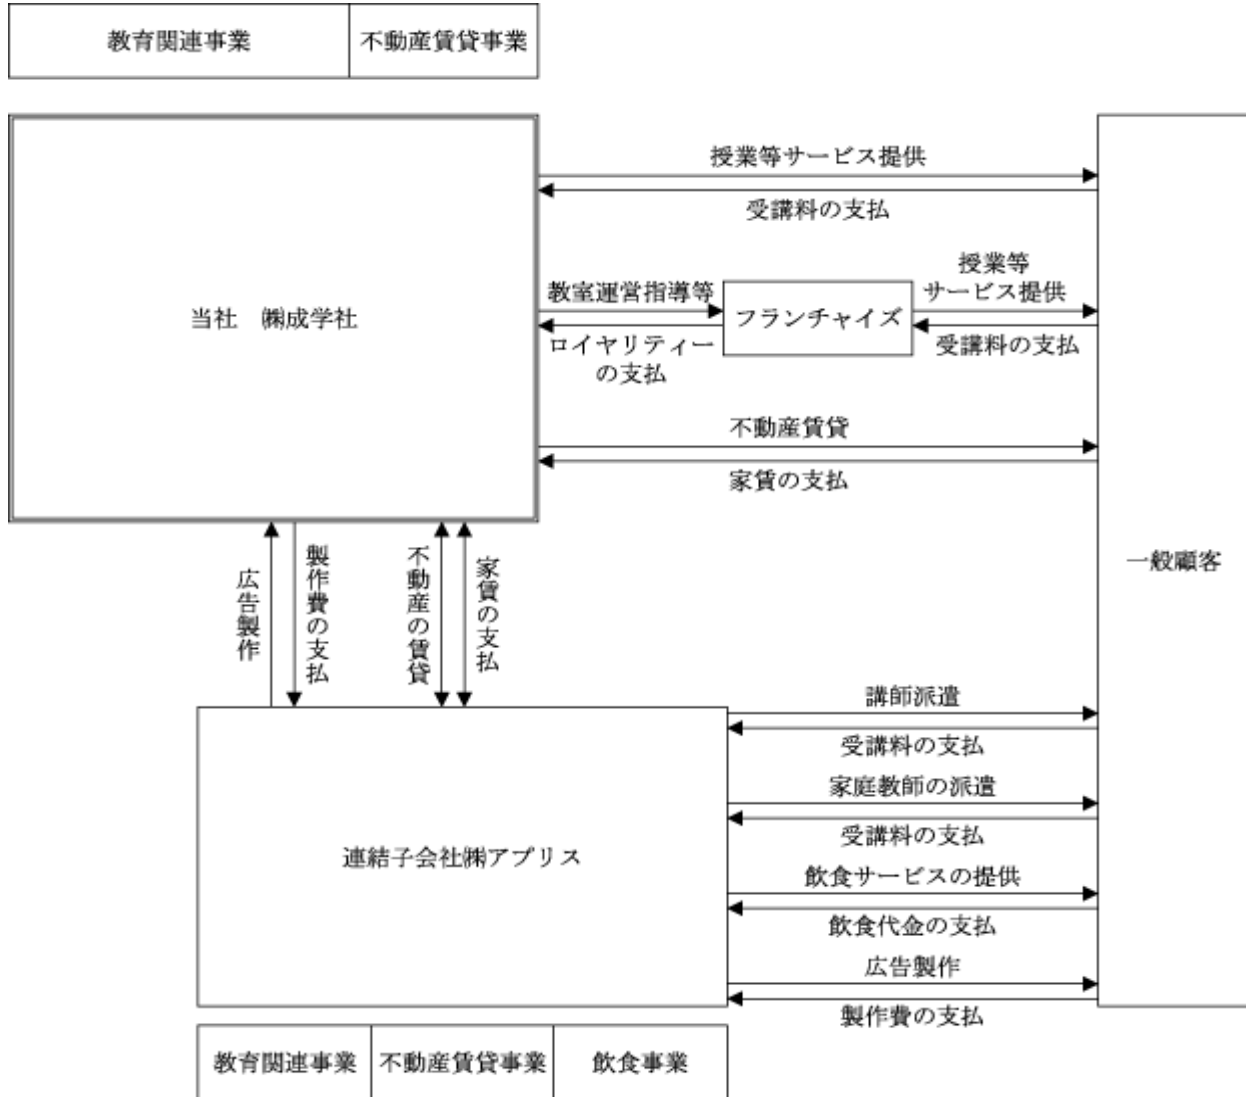 教育関連事業
不動産賃貸事業
授業等サービス提供
受講料の支払
当社　㈱成学社
教室運営指導等
ロイヤリティー
の支払
フランチャイズ
授業等
サービス提供
受講料の支払
不動産賃貸
家賃の支払
一般顧客
広告製作
製作費の支払
不動産の賃貸
家賃の支払
連結子会社㈱アプリス
講師派遣
受講料の支払
家庭教師の派遣
受講料の支払
飲食サービスの提供
飲食代金の支払
広告製作
製作費の支払
教育関連事業
不動産賃貸事業
飲食事業